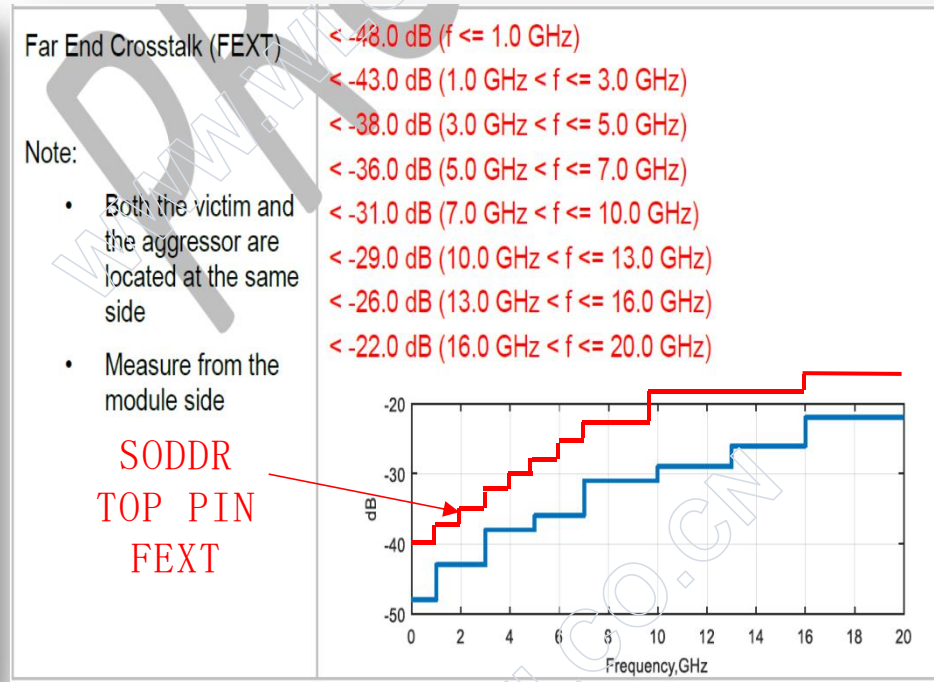 Far End Crosstalk (FEXT)
Note:
• Both the victim and
the aggressor are
located at the same
side
• Measure from the
module side
< -48.0 dB (f <= 1.0 GHz)
< -43.0 dB (1.0 GHz < f <= 3.0 GHz)
< -38.0 dB (3.0 GHz < f <= 5.0 GHz)
< -36.0 dB (5.0 GHz < f <= 7.0 GHz)
< -31.0 dB (7.0 GHz < f <= 10.0 GHz)
< -29.0 dB (10.0 GHz < f <= 13.0 GHz)
< -26.0 dB (13.0 GHz < f <= 16.0 GHz)
< -22.0 dB (16.0 GHz < f <= 20.0 GHz)
SODDR
TOP PIN
FEXT
dB
-20
-30
-40
-50
0 2 4 6 8 10 12 14 16 18 20
Frequency,GHz